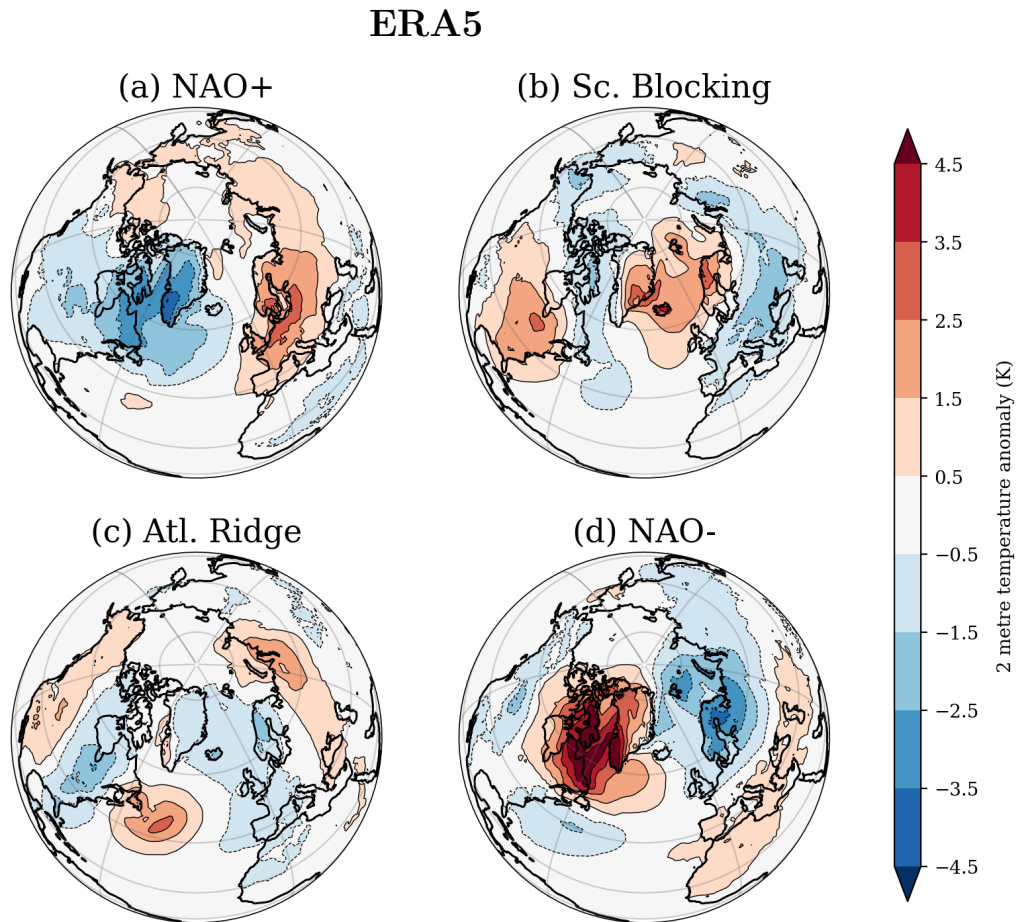 ERA5
(a) NAO+
(b) Sc. Blocking
(c) Atl. Ridge
(d) NAO-
4.5
3.5
2.5
1.5
0.5
−0.5
−1.5
−2.5
−3.5
−4.5
2 metre temperature anomaly (K)